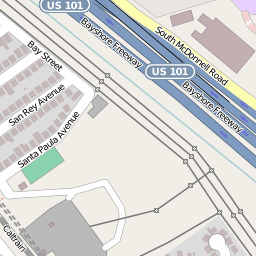 US 101
Bayshore Freeway
South McDonnell Road
Bay Street
US 101
San Rey Avenue
Bayshore Freeway
Santa Paula Avenue
Caltrain